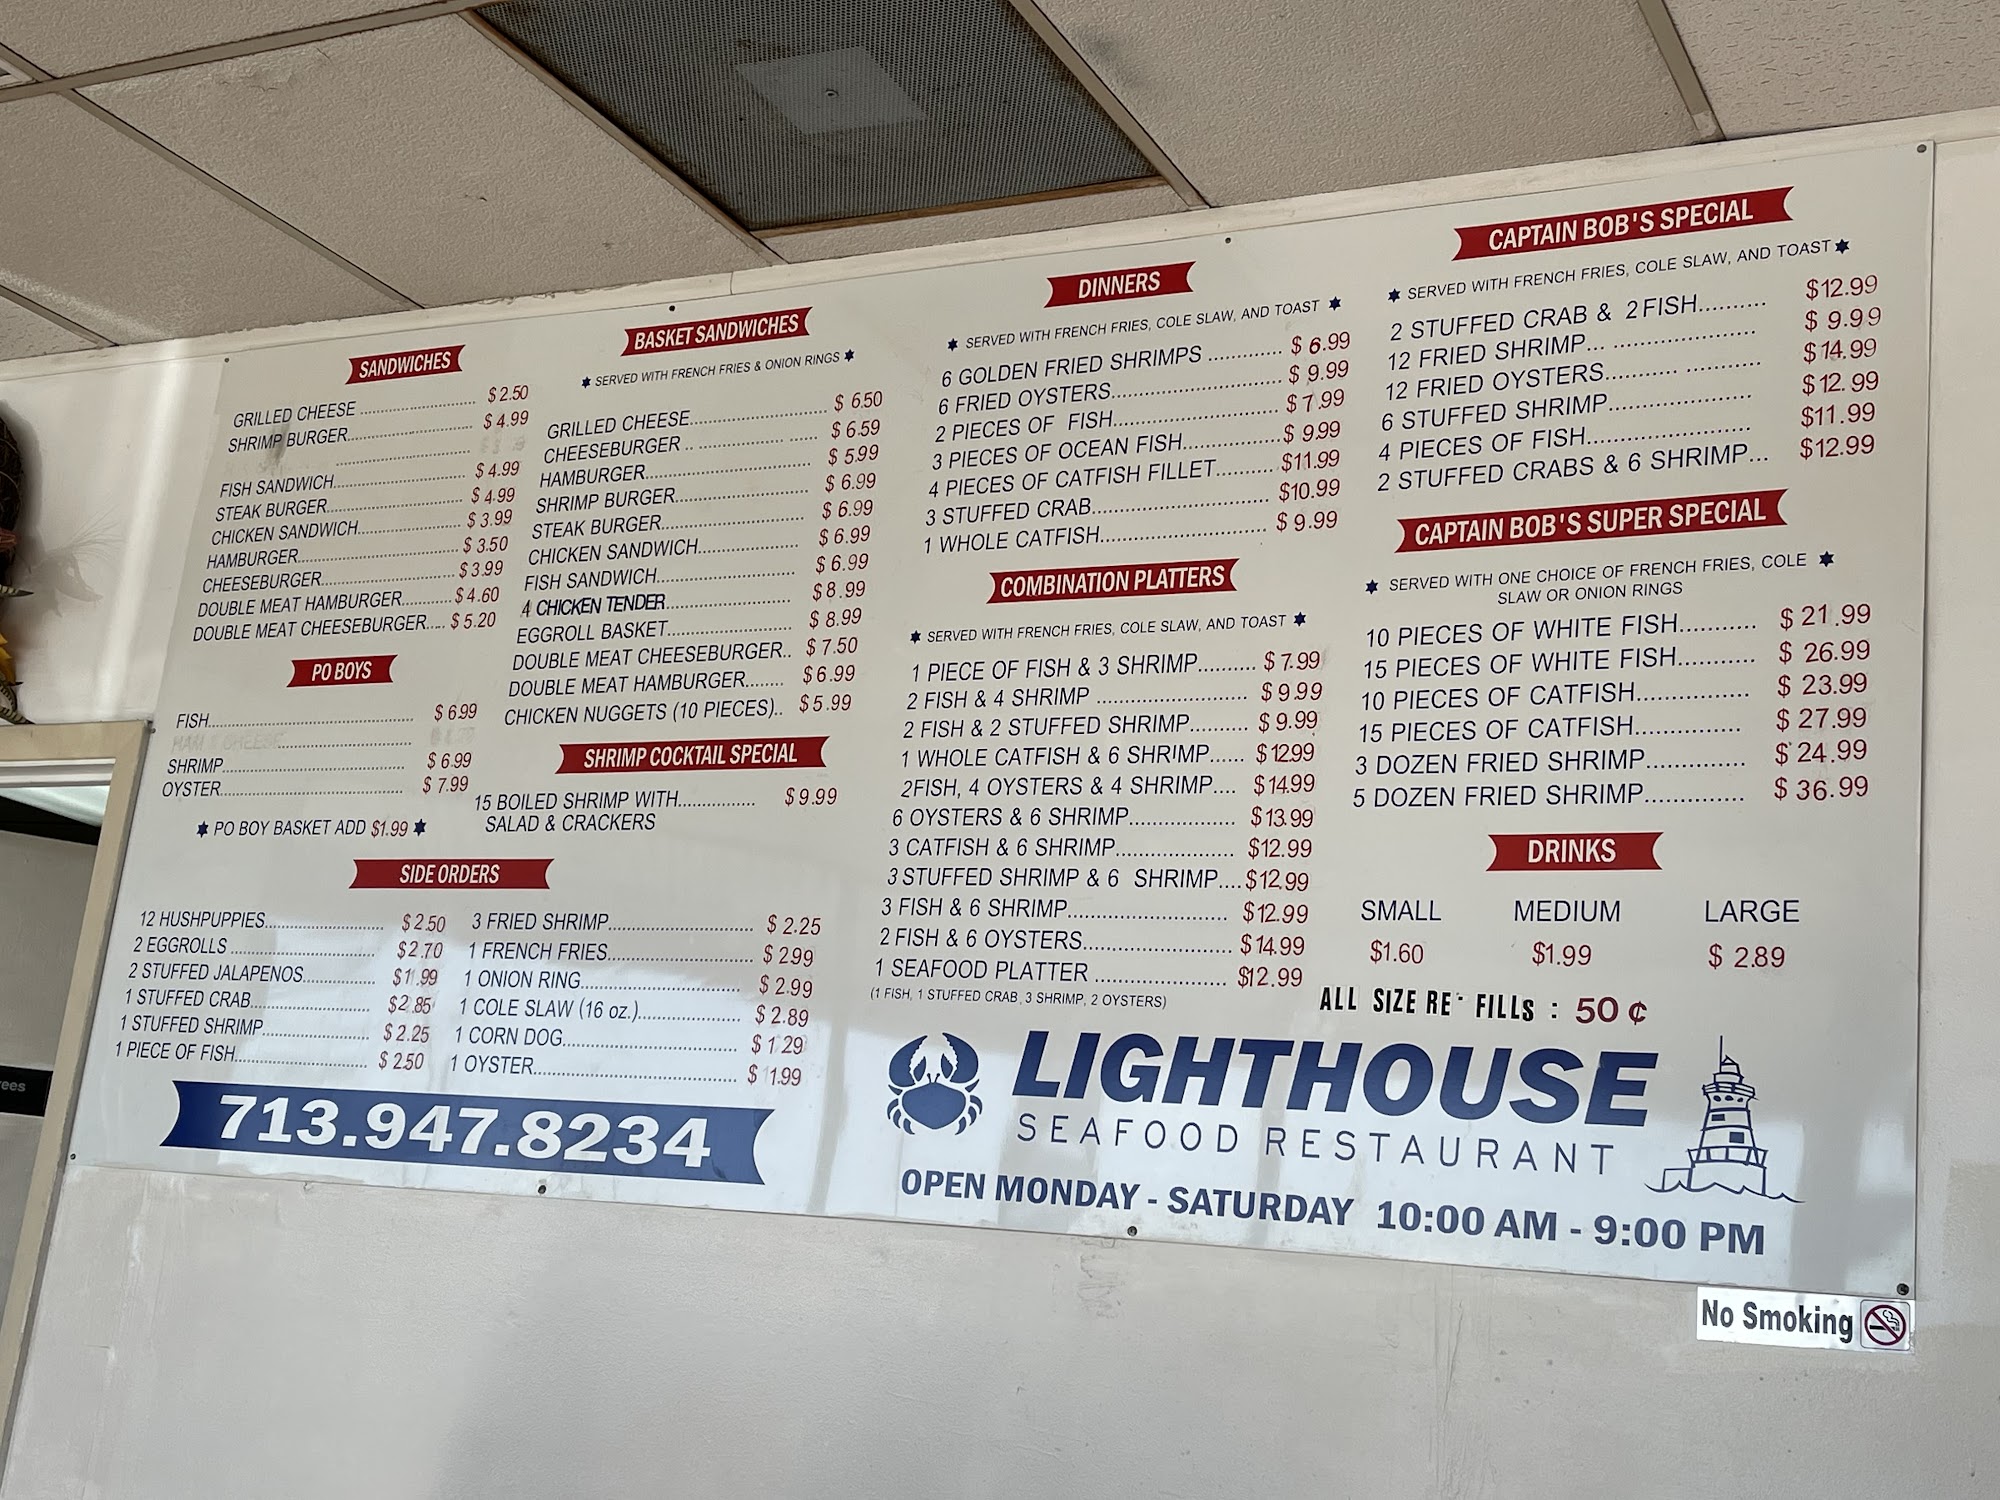 SANDWICHES
GRILLED CHEESE ............ $2.50
SHRIMP BURGER............ $ 4.99
FISH SANDWICH............ $ 4.99
STEAK BURGER............ $ 4.99
CHICKEN SANDWICH............ $ 3.99
HAMBURGER............ $ 3.50
CHEESEBURGER............ $ 3.99
DOUBLE MEAT HAMBURGER............ $ 4.60
DOUBLE MEAT CHEESEBURGER.... $ 5.20
PO BOYS
FISH............ $ 6.99
HAM & CHEESE............
SHRIMP............ $ 6.99
OYSTER............ $ 7.99
PO BOY BASKET ADD $1.99
BASKET SANDWICHES
SERVED WITH FRENCH FRIES & ONION RINGS
GRILLED CHEESE............ $ 6.50
CHEESEBURGER ............ $ 6.59
HAMBURGER............ $ 5.99
SHRIMP BURGER............ $ 6.99
STEAK BURGER............ $ 6.99
CHICKEN SANDWICH............ $ 6.99
FISH SANDWICH............ $ 6.99
4 CHICKEN TENDER............ $8.99
EGGROLL BASKET............ $ 8.99
DOUBLE MEAT CHEESEBURGER.. $ 7.50
DOUBLE MEAT HAMBURGER........ $ 6.99
CHICKEN NUGGETS (10 PIECES).. $ 5.99
SHRIMP COCKTAIL SPECIAL
15 BOILED SHRIMP WITH............ $ 9.99
SALAD & CRACKERS
SIDE ORDERS
12 HUSHPUPPIES............ $ 2.50
2 EGGROLLS ............ $2.70
2 STUFFED JALAPENOS............ $1.99
1 STUFFED CRAB............ $2.85
1 STUFFED SHRIMP............ $ 2.25
1 PIECE OF FISH............ $ 2.50
3 FRIED SHRIMP............ $ 2.25
1 FRENCH FRIES............ $ 2.99
1 ONION RING............ $ 2.99
1 COLE SLAW (16 oz.)............ $ 2.89
1 CORN DOG............ $ 1.29
1 OYSTER............ $ 1.99
713.947.8234
DINNERS
SERVED WITH FRENCH FRIES, COLE SLAW, AND TOAST
6 GOLDEN FRIED SHRIMPS ............ $ 6.99
6 FRIED OYSTERS............ $ 9.99
2 PIECES OF FISH............ $ 7.99
3 PIECES OF OCEAN FISH............ $ 9.99
4 PIECES OF CATFISH FILLET............ $11.99
3 STUFFED CRAB............ $10.99
1 WHOLE CATFISH............ $ 9.99
COMBINATION PLATTERS
SERVED WITH FRENCH FRIES, COLE SLAW, AND TOAST
1 PIECE OF FISH & 3 SHRIMP.......... $ 7.99
2 FISH & 4 SHRIMP ............ $ 9.99
2 FISH & 2 STUFFED SHRIMP............ $ 9.99
1 WHOLE CATFISH & 6 SHRIMP...... $ 12.99
2FISH, 4 OYSTERS & 4 SHRIMP.... $ 14.99
6 OYSTERS & 6 SHRIMP............ $ 13.99
3 CATFISH & 6 SHRIMP............ $12.99
3 STUFFED SHRIMP & 6 SHRIMP.... $12.99
3 FISH & 6 SHRIMP............ $12.99
2 FISH & 6 OYSTERS............ $14.99
1 SEAFOOD PLATTER ............ $12.99
(1 FISH, 1 STUFFED CRAB, 3 SHRIMP, 2 OYSTERS)
CAPTAIN BOB'S SPECIAL
SERVED WITH FRENCH FRIES, COLE SLAW, AND TOAST
2 STUFFED CRAB & 2 FISH......... $12.99
12 FRIED SHRIMP... ............ $ 9.99
12 FRIED OYSTERS............ $14.99
6 STUFFED SHRIMP............ $12.99
4 PIECES OF FISH............ $11.99
2 STUFFED CRABS & 6 SHRIMP... $12.99
CAPTAIN BOB'S SUPER SPECIAL
SERVED WITH ONE CHOICE OF FRENCH FRIES, COLE
SLAW OR ONION RINGS
10 PIECES OF WHITE FISH............ $ 21.99
15 PIECES OF WHITE FISH............ $ 26.99
10 PIECES OF CATFISH............ $ 23.99
15 PIECES OF CATFISH............ $ 27.99
3 DOZEN FRIED SHRIMP............ $ 24.99
5 DOZEN FRIED SHRIMP............ $ 36.99
DRINKS
SMALL MEDIUM LARGE
$1.60 $1.99 $ 2.89
ALL SIZE RE-FILLs : 50 ¢
LIGHTHOUSE
SEAFOOD RESTAURANT
OPEN MONDAY - SATURDAY 10:00 AM - 9:00 PM
No Smoking
rees